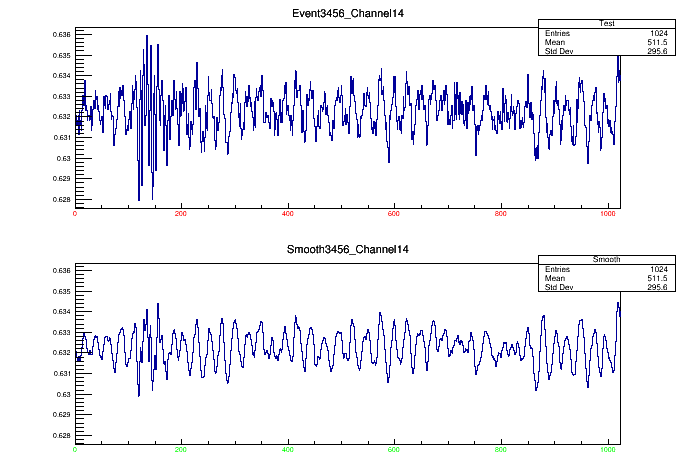 Event3456_Channel14
Test
Entries 1024
Mean 511.5
Std Dev 295.6
0.636
0.635
0.634
0.633
0.632
0.631
0.63
0.629
0.628
0 200 400 600 800 1000
Smooth3456_Channel14
Smooth
Entries 1024
Mean 511.5
Std Dev 295.6
0.636
0.635
0.634
0.633
0.632
0.631
0.63
0.629
0.628
0 200 400 600 800 1000